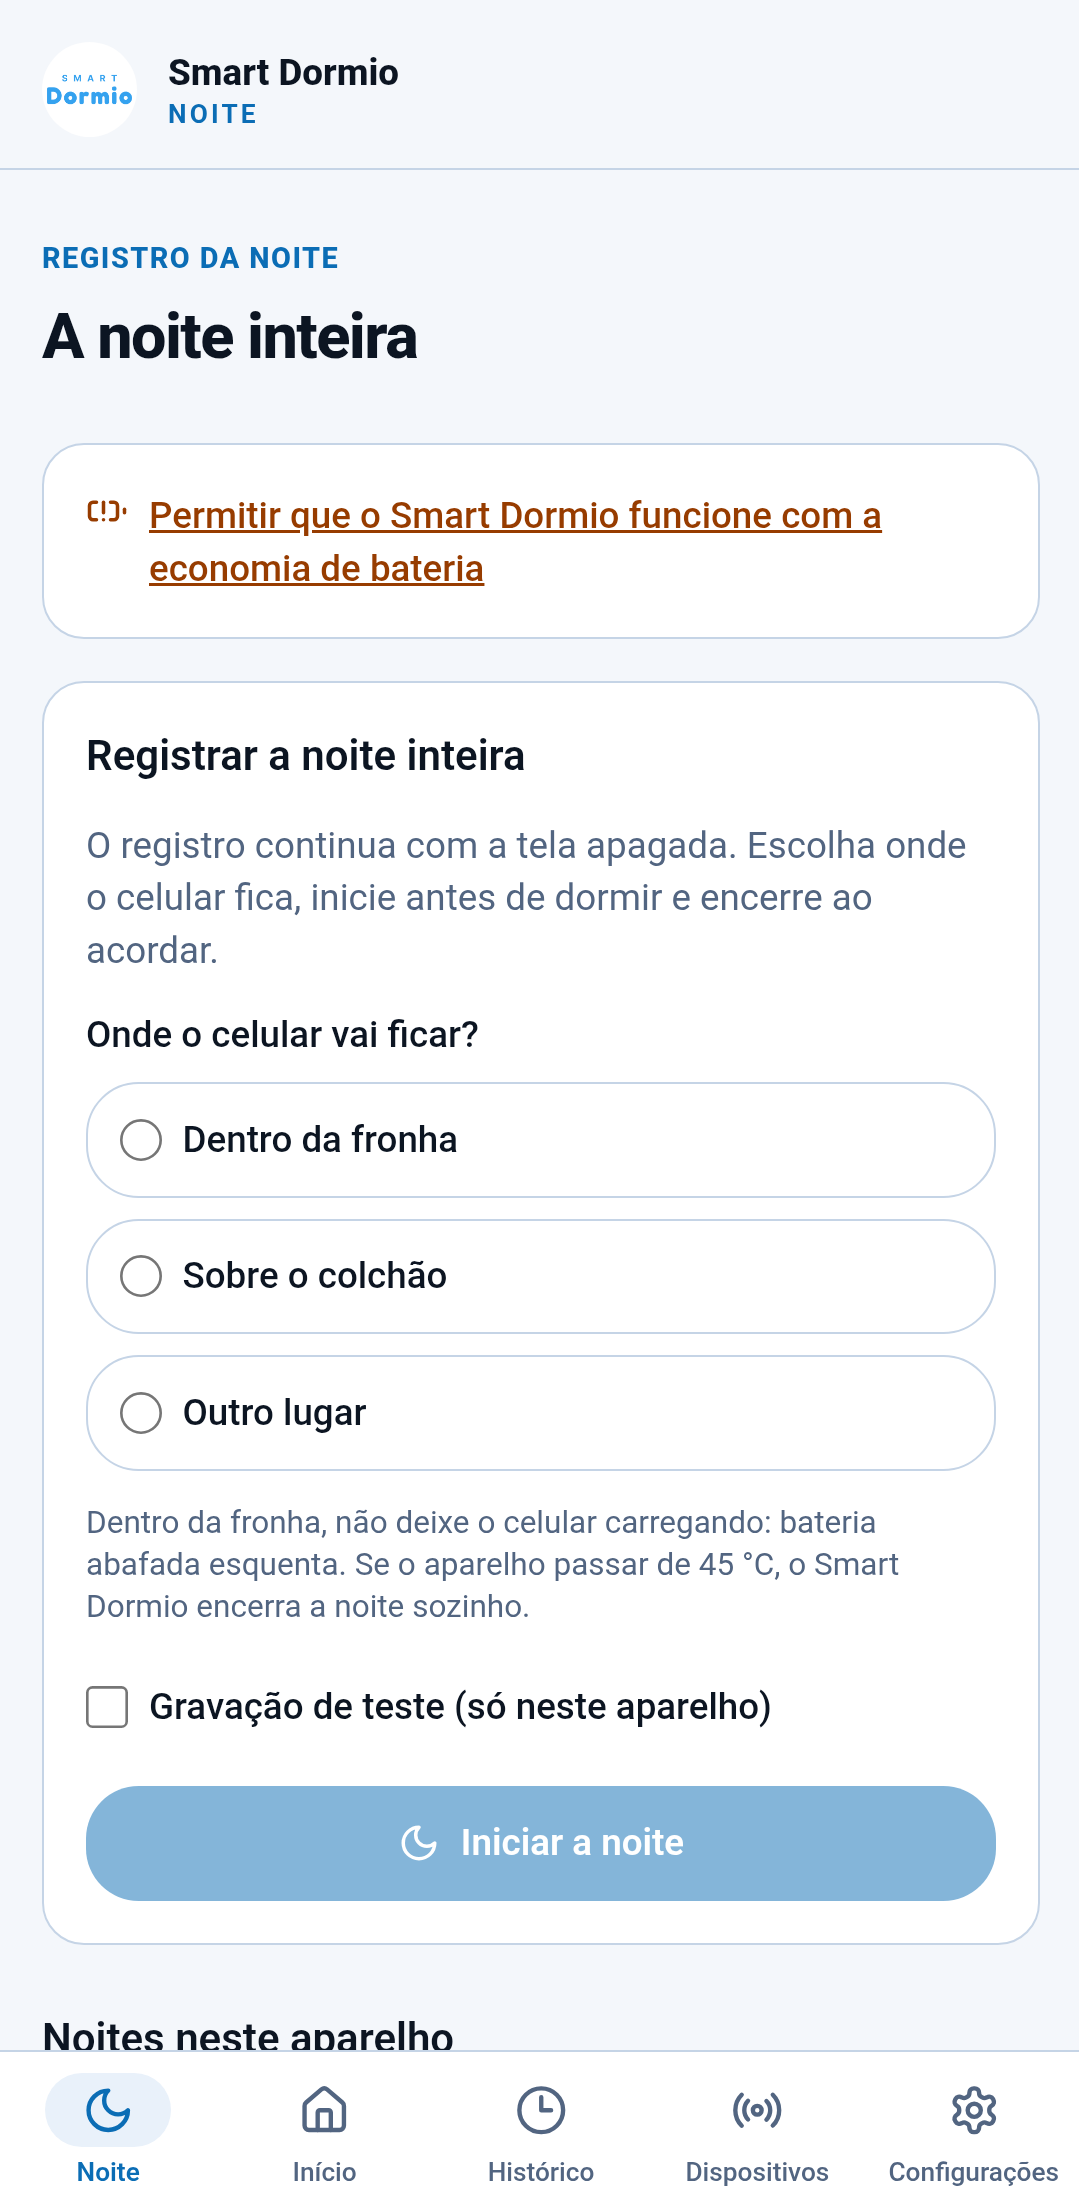 SMART
Dormio
Smart Dormio
NOITE
REGISTRO DA NOITE
A noite inteira
Permitir que o Smart Dormio funcione com a
economia de bateria
Registrar a noite inteira
O registro continua com a tela apagada. Escolha onde
o celular fica, inicie antes de dormir e encerre ao
acordar.
Onde o celular vai ficar?
Dentro da fronha
Sobre o colchão
Outro lugar
Dentro da fronha, não deixe o celular carregando: bateria
abafada esquenta. Se o aparelho passar de 45 °C, o Smart
Dormio encerra a noite sozinho.
Gravação de teste (só neste aparelho)
Iniciar a noite
Noites neste aparelho
Noite
Início
Histórico
Dispositivos
Configurações